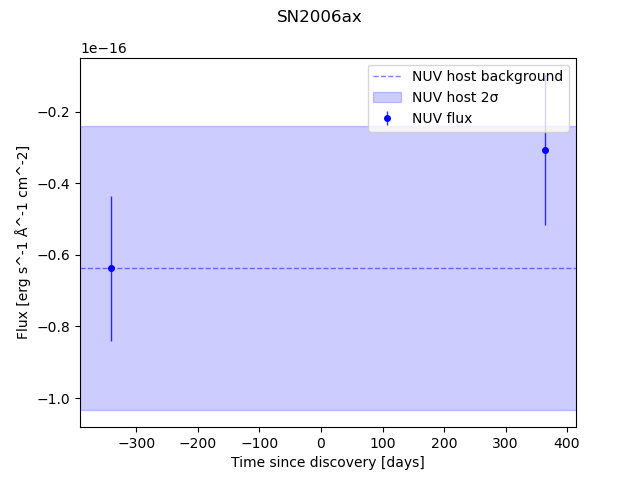 SN2006ax
1e−16
NUV host background
NUV host 2σ
NUV flux
−0.2
−0.4
−0.6
−0.8
−1.0
Flux [erg s^-1 Å^-1 cm^-2]
−300 −200 −100 0 100 200 300 400
Time since discovery [days]